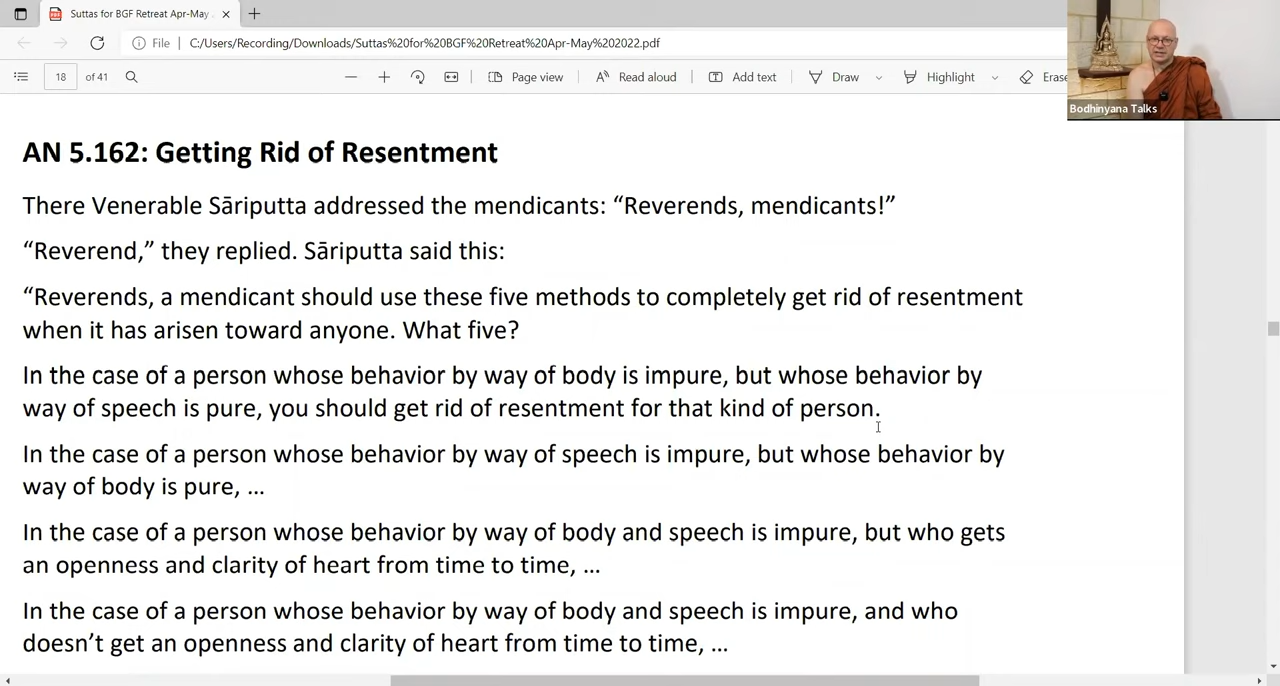 Suttas for BGF Retreat Apr-May
File
C:/Users/Recording/Downloads/Suttas%20for%20BGF%20Retreat%20Apr-May%202022.pdf
18 of 41
Page view
Read aloud
Add text
Draw
Highlight
Erase
Bodhinyana Talks
AN 5.162: Getting Rid of Resentment
There Venerable Sāriputta addressed the mendicants: “Reverends, mendicants!”
“Reverend,” they replied. Sāriputta said this:
“Reverends, a mendicant should use these five methods to completely get rid of resentment
when it has arisen toward anyone. What five?
In the case of a person whose behavior by way of body is impure, but whose behavior by
way of speech is pure, you should get rid of resentment for that kind of person.
In the case of a person whose behavior by way of speech is impure, but whose behavior by
way of body is pure, ...
In the case of a person whose behavior by way of body and speech is impure, but who gets
an openness and clarity of heart from time to time, ...
In the case of a person whose behavior by way of body and speech is impure, and who
doesn’t get an openness and clarity of heart from time to time, ...